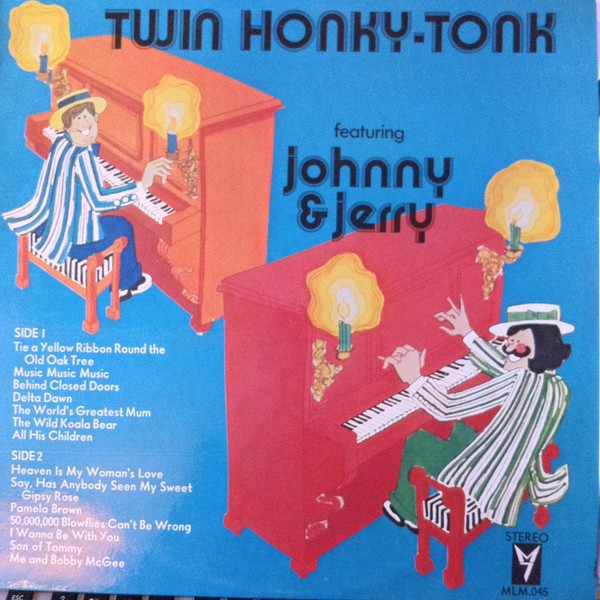 TWIN HONKY-TONK
featuring
johnny
& jerry
SIDE 1
Tie a Yellow Ribbon Round the
Old Oak Tree
Music Music Music
Behind Closed Doors
Delta Dawn
The World's Greatest Mum
The Wild Koala Bear
All His Children
SIDE 2
Heaven Is My Woman's Love
Say, Has Anybody Seen My Sweet
Gipsy Rose
Pamela Brown
50,000,000 Blowflies Can't Be Wrong
I Wanna Be With You
Son of Tommy
Me and Bobby McGee
STEREO
M
MLM.045
ESC